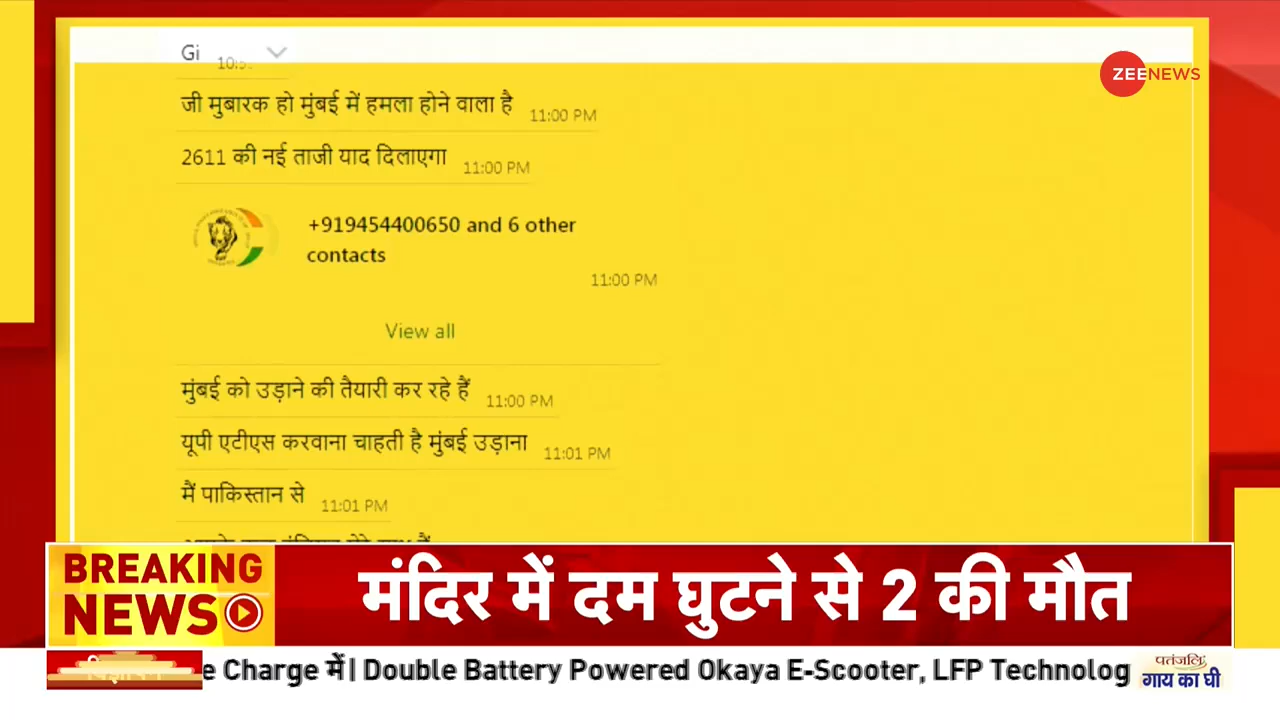 Gi
ZEENEWS
जी मुबारक हो मुंबई में हमला होने वाला है 11:00 PM
2611 की नई ताजी याद दिलाएगा 11:00 PM
+919454400650 and 6 other
contacts
11:00 PM
View all
मुंबई को उड़ाने की तैयारी कर रहे हैं 11:00 PM
यूपी एटीएस करवाना चाहती है मुंबई उड़ाना 11:01 PM
मैं पाकिस्तान से 11:01 PM
BREAKING
NEWS
मंदिर में दम घुटने से 2 की मौत
e Charge में| Double Battery Powered Okaya E-Scooter, LFP Technolog
पतंजलि
गाय का घी